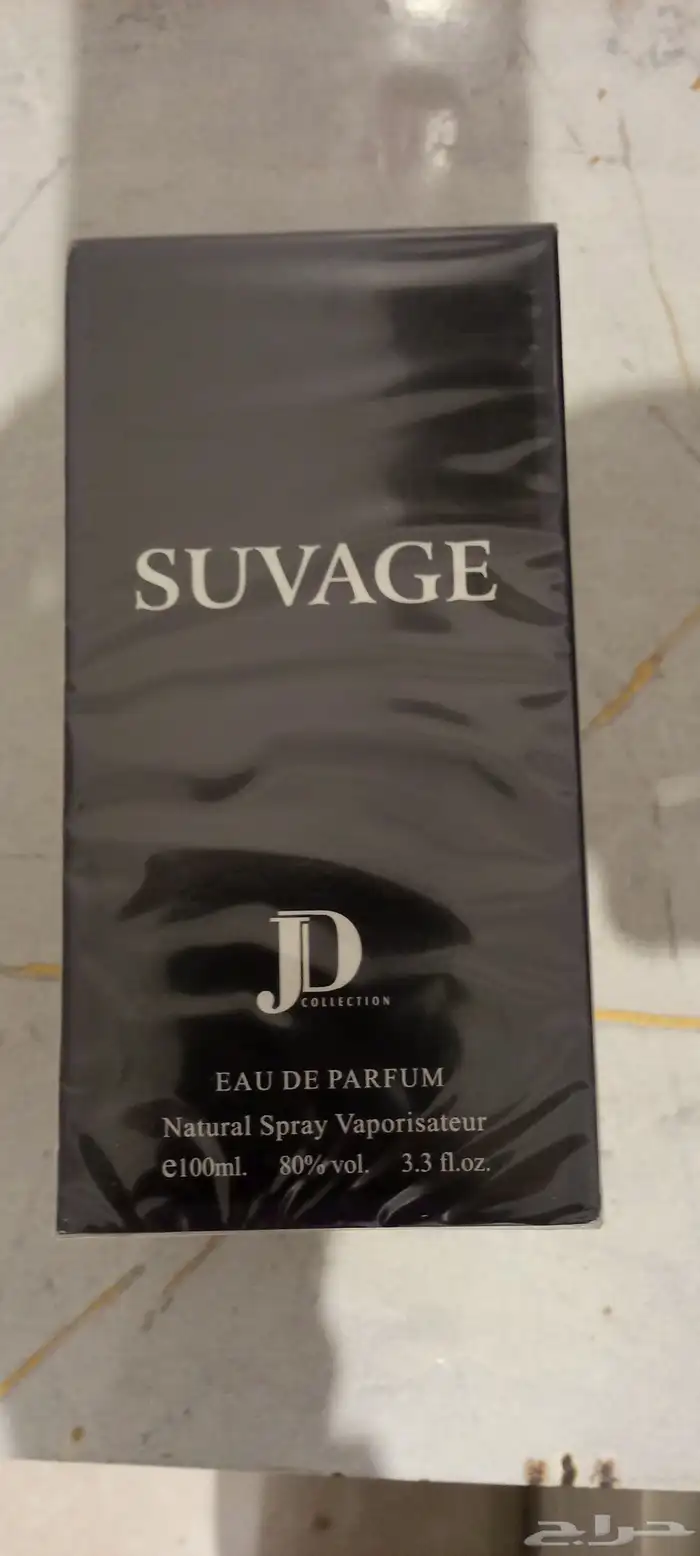 SUVAGE
JD
COLLECTION
EAU DE PARFUM
Natural Spray Vaporisateur
e100ml. 80% vol. 3.3 fl.oz.
حراج